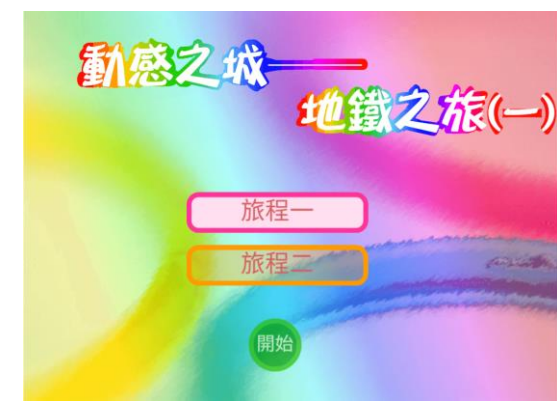 動感之城——
地鐵之旅(一)
旅程一
旅程二
開始